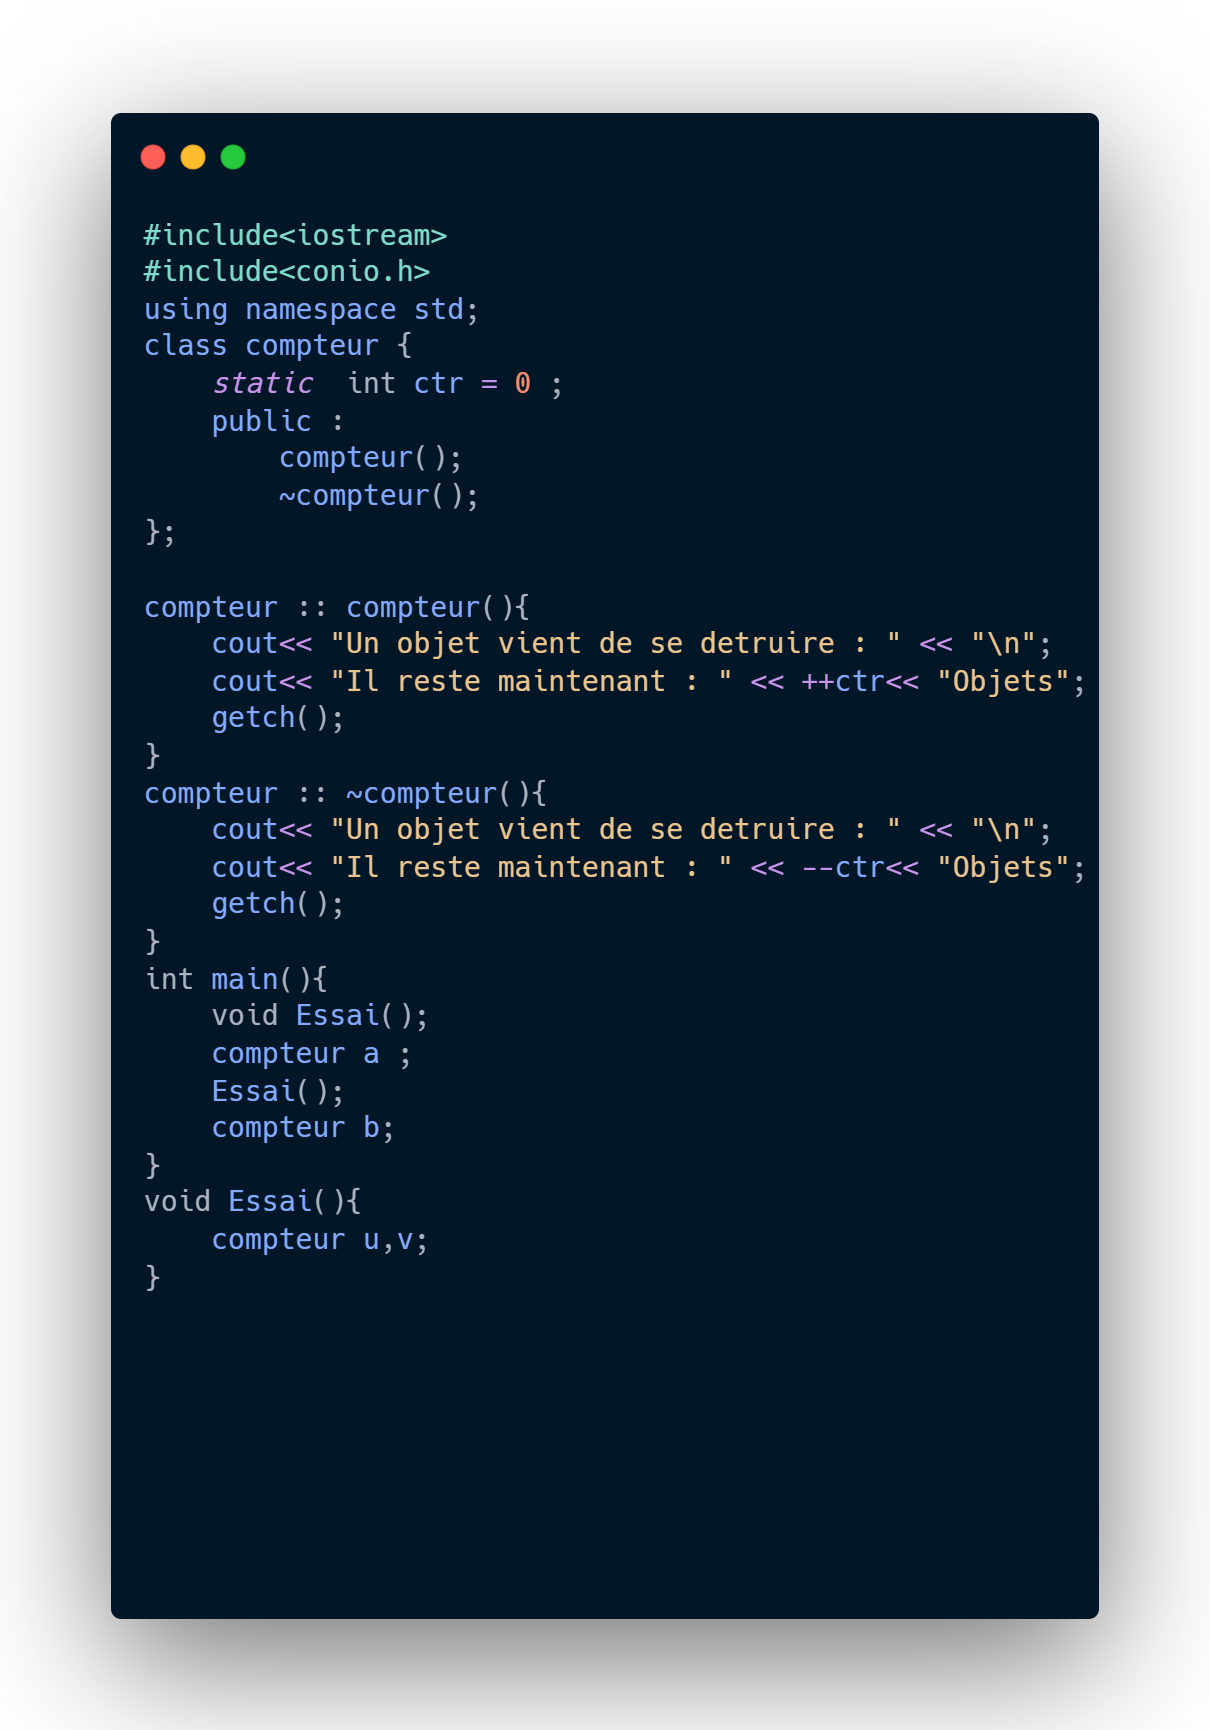 #include<iostream>
#include<conio.h>
using namespace std;
class compteur {
    static  int ctr = 0 ;
    public :
        compteur();
        ~compteur();
};

compteur :: compteur(){
    cout<< "Un objet vient de se detruire : " << "\n";
    cout<< "Il reste maintenant : " << ++ctr<< "Objets";
    getch();
}
compteur :: ~compteur(){
    cout<< "Un objet vient de se detruire : " << "\n";
    cout<< "Il reste maintenant : " << --ctr<< "Objets";
    getch();
}
int main(){
    void Essai();
    compteur a ;
    Essai();
    compteur b;
}
void Essai(){
    compteur u,v;
}